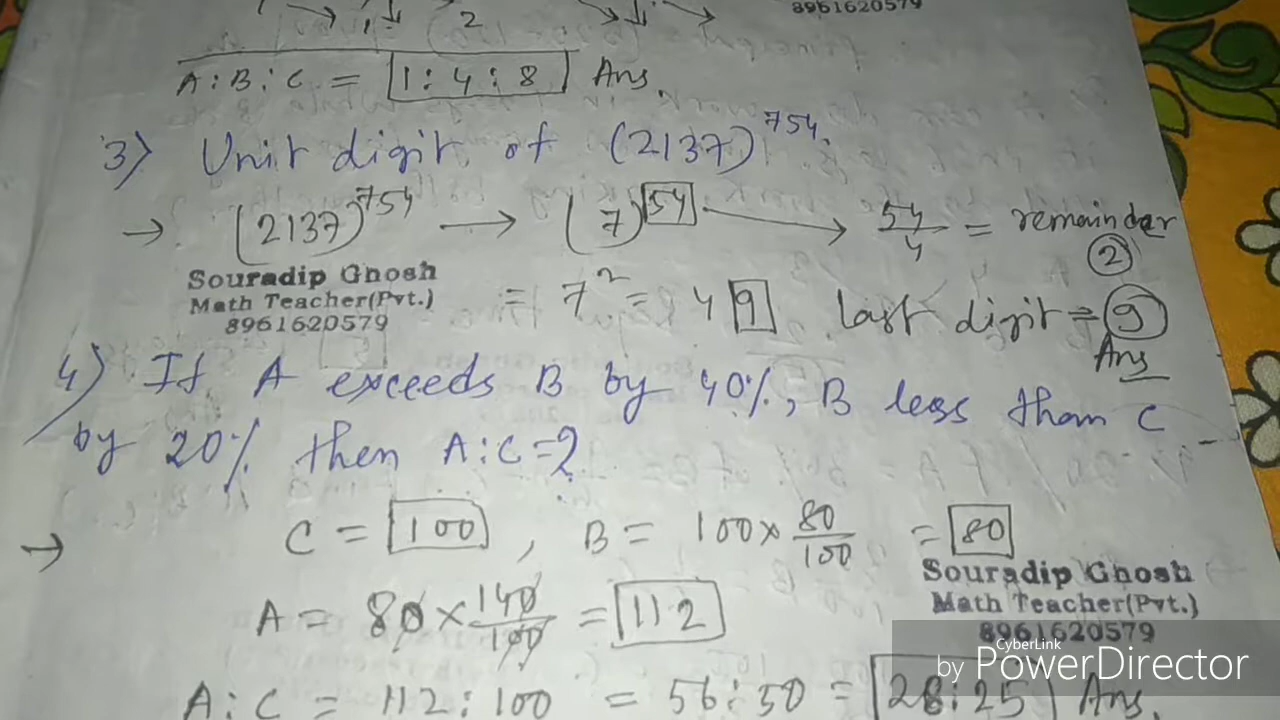 2
8961620579
A:B:C = 1:4:8 Ans.
3) Unit digit of (2137)^754.
→ (2137)^754 → (7)^54 → 54/4 = remainder 2
Souradip Ghosh
Math Teacher(Pvt.)
8961620579
= 7^2 = 49 last digit = 9
Ans
4) If A exceeds B by 40%, B less than C
by 20% then A:C=?
→ C = 100, B = 100 × 80/100 = 80
Souradip Ghosh
Math Teacher(Pvt.)
8961620579
A = 80 × 140/100 = 112
CyberLink
by PowerDirector
A:C = 112:100 = 56:50 = 28:25 Ans.